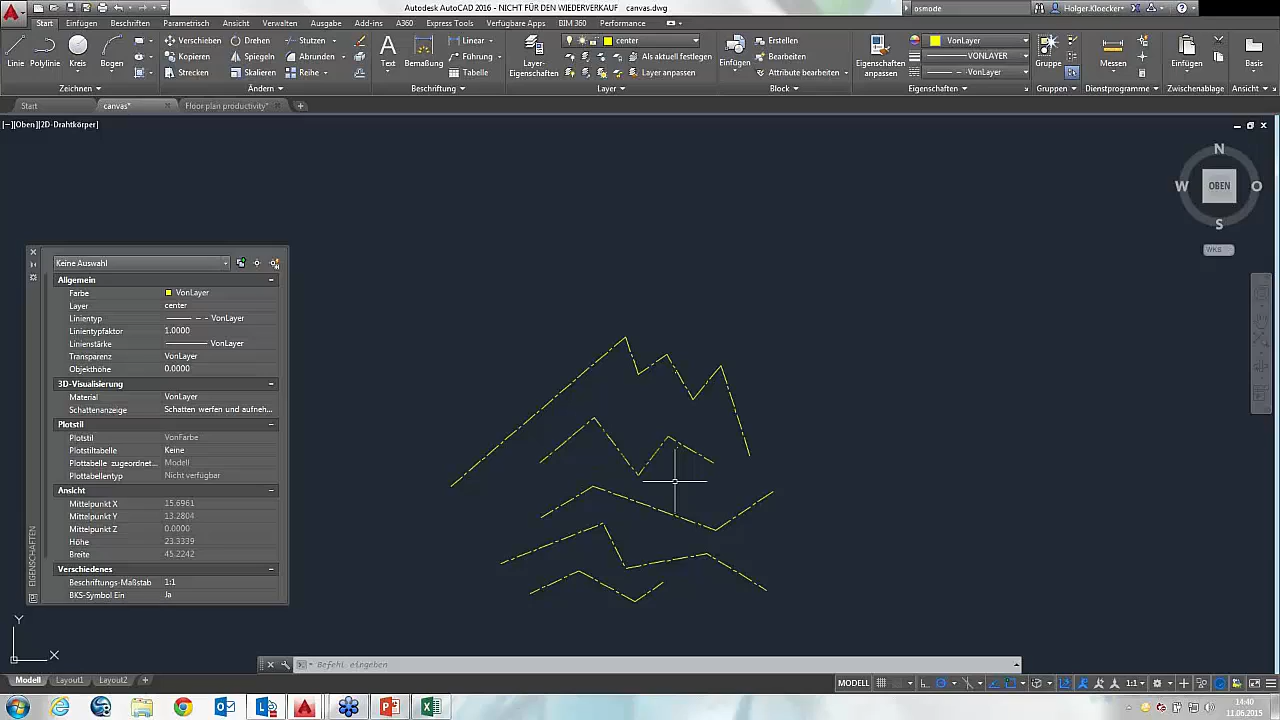 Autodesk AutoCAD 2016 - NICHT FÜR DEN WIEDERVERKAUF canvas.dwg
osmode
Holger.Kloecker
Start Einfügen Beschriften Parametrisch Ansicht Verwalten Ausgabe Add-ins A360 Express Tools Verfügbare Apps BIM 360 Performance
Linie Polylinie Kreis Bogen
Verschieben Drehen Stutzen
Kopieren Spiegeln Abrunden
Strecken Skalieren Reihe
Text Bemaßung
Linear
Führung
Tabelle
Layer-
Eigenschaften
center
Als aktuell festlegen
Layer anpassen
Einfügen
Erstellen
Bearbeiten
Attribute bearbeiten
Eigenschaften
anpassen
VonLayer
VONLAYER
VonLayer
Gruppe
Messen
Einfügen
Basis
Zeichnen Ändern Beschriftung Layer Block Eigenschaften Gruppen Dienstprogramme Zwischenablage Ansicht
Start canvas* Floor plan productivity*
[−][Oben][2D-Drahtkörper]
N
W OBEN O
S
WKS
Keine Auswahl
Allgemein
Farbe VonLayer
Layer center
Linientyp VonLayer
Linientypfaktor 1.0000
Linienstärke VonLayer
Transparenz VonLayer
Objekthöhe 0.0000
3D-Visualisierung
Material VonLayer
Schattenanzeige Schatten werfen und aufneh...
Plotstil
Plotstil VonFarbe
Plotstiltabelle Keine
Plottabelle zugeordnet... Modell
Plottabellentyp Nicht verfügbar
Ansicht
Mittelpunkt X 15.6961
Mittelpunkt Y 13.2804
Mittelpunkt Z 0.0000
Höhe 23.3339
Breite 45.2242
Verschiedenes
Beschriftungs-Maßstab 1:1
BKS-Symbol Ein Ja
EIGENSCHAFTEN
Y
X
Befehl eingeben
Modell Layout1 Layout2
MODELL
1:1
14:40
11.06.2015